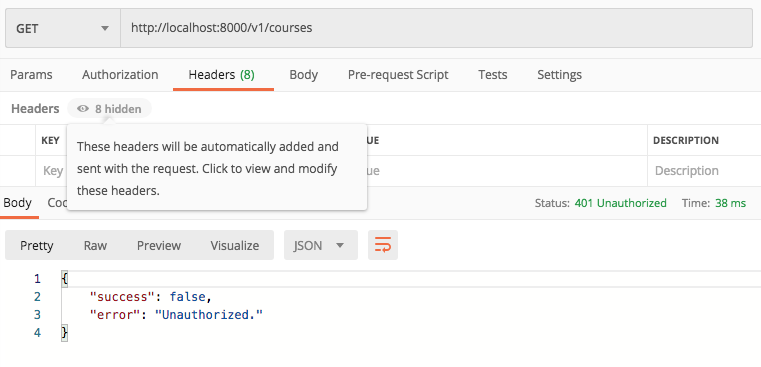 GET http://localhost:8000/v1/courses
Params Authorization Headers (8) Body Pre-request Script Tests Settings
Headers 8 hidden
KEY UE DESCRIPTION
Key ue Description
These headers will be automatically added and
sent with the request. Click to view and modify
these headers.
Body Coo Status: 401 Unauthorized Time: 38 ms
Pretty Raw Preview Visualize JSON
1 {
2 "success": false,
3 "error": "Unauthorized."
4 }